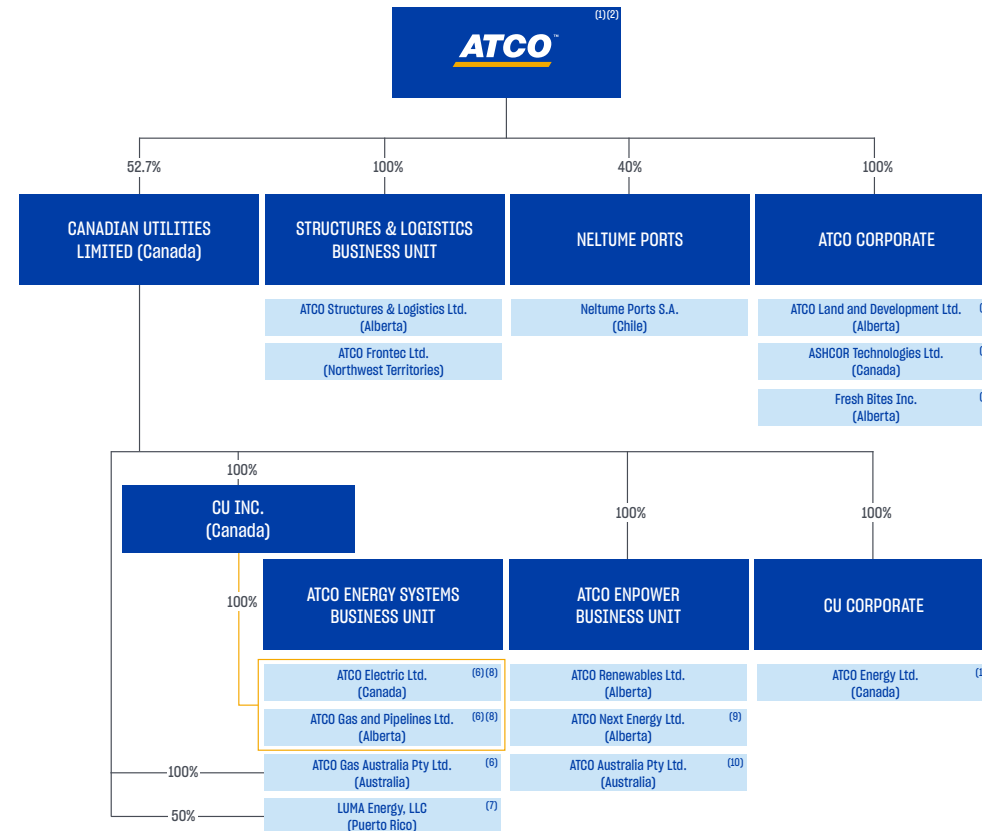 (1)(2)
ATCO™
52.7%
100%
40%
100%
CANADIAN UTILITIES
LIMITED (Canada)
STRUCTURES & LOGISTICS
BUSINESS UNIT
NELTUME PORTS
ATCO CORPORATE
ATCO Structures & Logistics Ltd.
(Alberta)
ATCO Frontec Ltd.
(Northwest Territories)
Neltume Ports S.A.
(Chile)
ATCO Land and Development Ltd.
(Alberta)
ASHCOR Technologies Ltd.
(Canada)
Fresh Bites Inc.
(Alberta)
100%
CU INC.
(Canada)
100%
100%
100%
ATCO ENERGY SYSTEMS
BUSINESS UNIT
ATCO ENPOWER
BUSINESS UNIT
CU CORPORATE
ATCO Electric Ltd. (6)(8)
(Canada)
ATCO Gas and Pipelines Ltd. (6)(8)
(Alberta)
100%
ATCO Gas Australia Pty Ltd. (6)
(Australia)
50%
LUMA Energy, LLC (7)
(Puerto Rico)
ATCO Renewables Ltd.
(Alberta)
ATCO Next Energy Ltd. (9)
(Alberta)
ATCO Australia Pty Ltd. (10)
(Australia)
ATCO Energy Ltd.
(Canada)